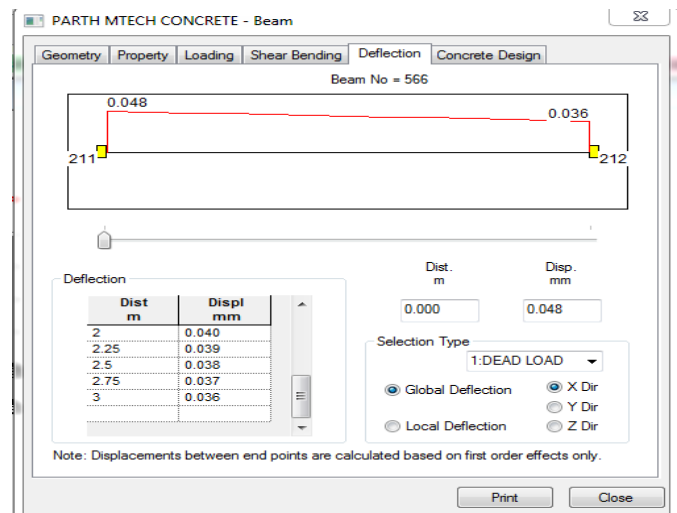 PARTH MTECH CONCRETE - Beam
Geometry Property Loading Shear Bending Deflection Concrete Design
Beam No = 566
0.048
0.036
211
212
Deflection
Dist
m
Displ
mm
2 0.040
2.25 0.039
2.5 0.038
2.75 0.037
3 0.036
Dist.
m
Disp.
mm
0.000
0.048
Selection Type
1:DEAD LOAD
Global Deflection
Local Deflection
X Dir
Y Dir
Z Dir
Note: Displacements between end points are calculated based on first order effects only.
Print
Close